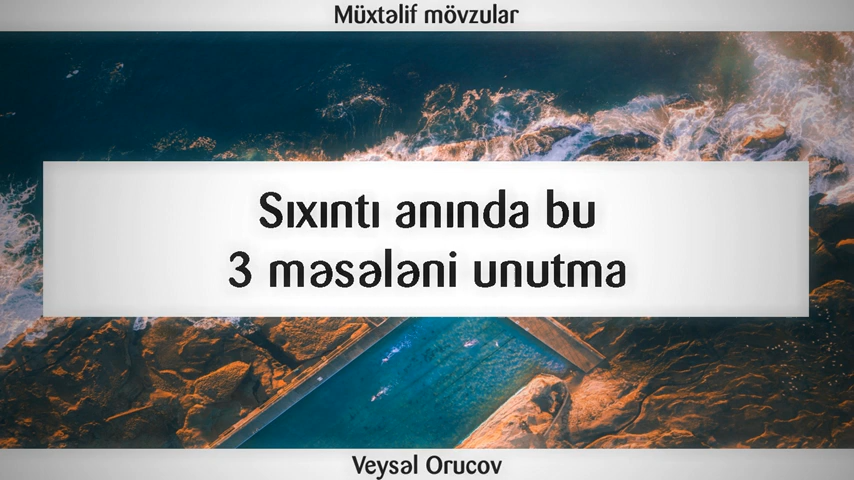 Müxtəlif mövzular
Sıxıntı anında bu
3 məsələni unutma
Veysəl Orucov